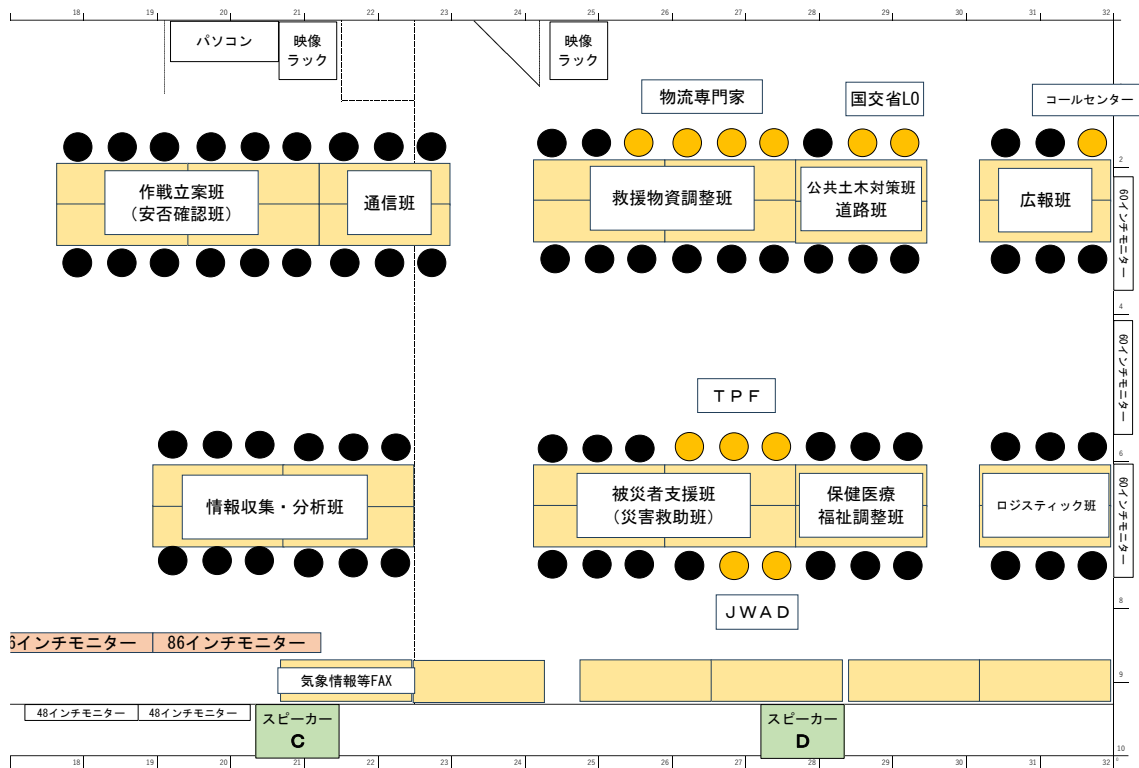 18 19 20 21 22 23 24 25 26 27 28 29 30 31 32
パソコン
映像
ラック
映像
ラック
物流専門家
国交省LO
コールセンター
作戦立案班
(安否確認班)
通信班
救援物資調整班
公共土木対策班
道路班
広報班
2
60インチモニター
4
60インチモニター
TPF
6
情報収集・分析班
被災者支援班
(災害救助班)
保健医療
福祉調整班
ロジスティック班
60インチモニター
JWAD
8
6インチモニター
86インチモニター
気象情報等FAX
9
48インチモニター
48インチモニター
スピーカー
C
スピーカー
D
10
18 19 20 21 22 23 24 25 26 27 28 29 30 31 32